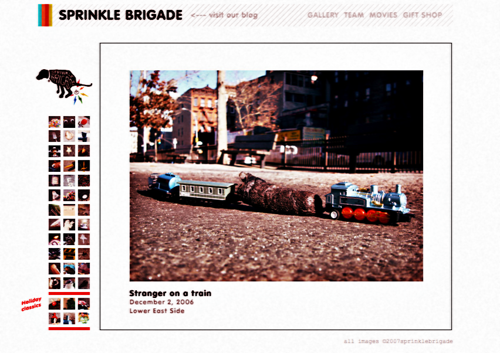 SPRINKLE BRIGADE <--- visit our blog GALLERY TEAM MOVIES GIFT SHOP
Holiday
classics
Stranger on a train
December 2, 2006
Lower East Side
all images ©2007sprinklebrigade